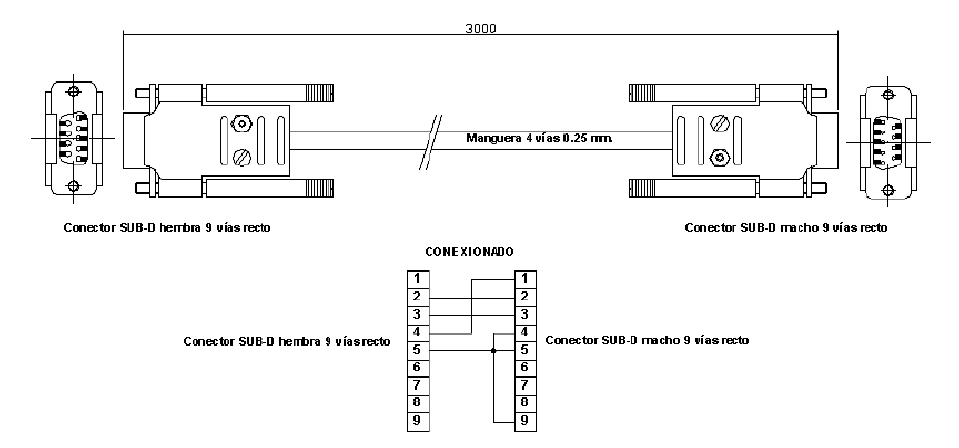 3000
Manguera 4 vías 0.25 mm.
Conector SUB-D hembra 9 vías recto
Conector SUB-D macho 9 vías recto
CONEXIONADO
1 1
2 2
3 3
4 4
Conector SUB-D hembra 9 vías recto
5 5
Conector SUB-D macho 9 vías recto
6 6
7 7
8 8
9 9